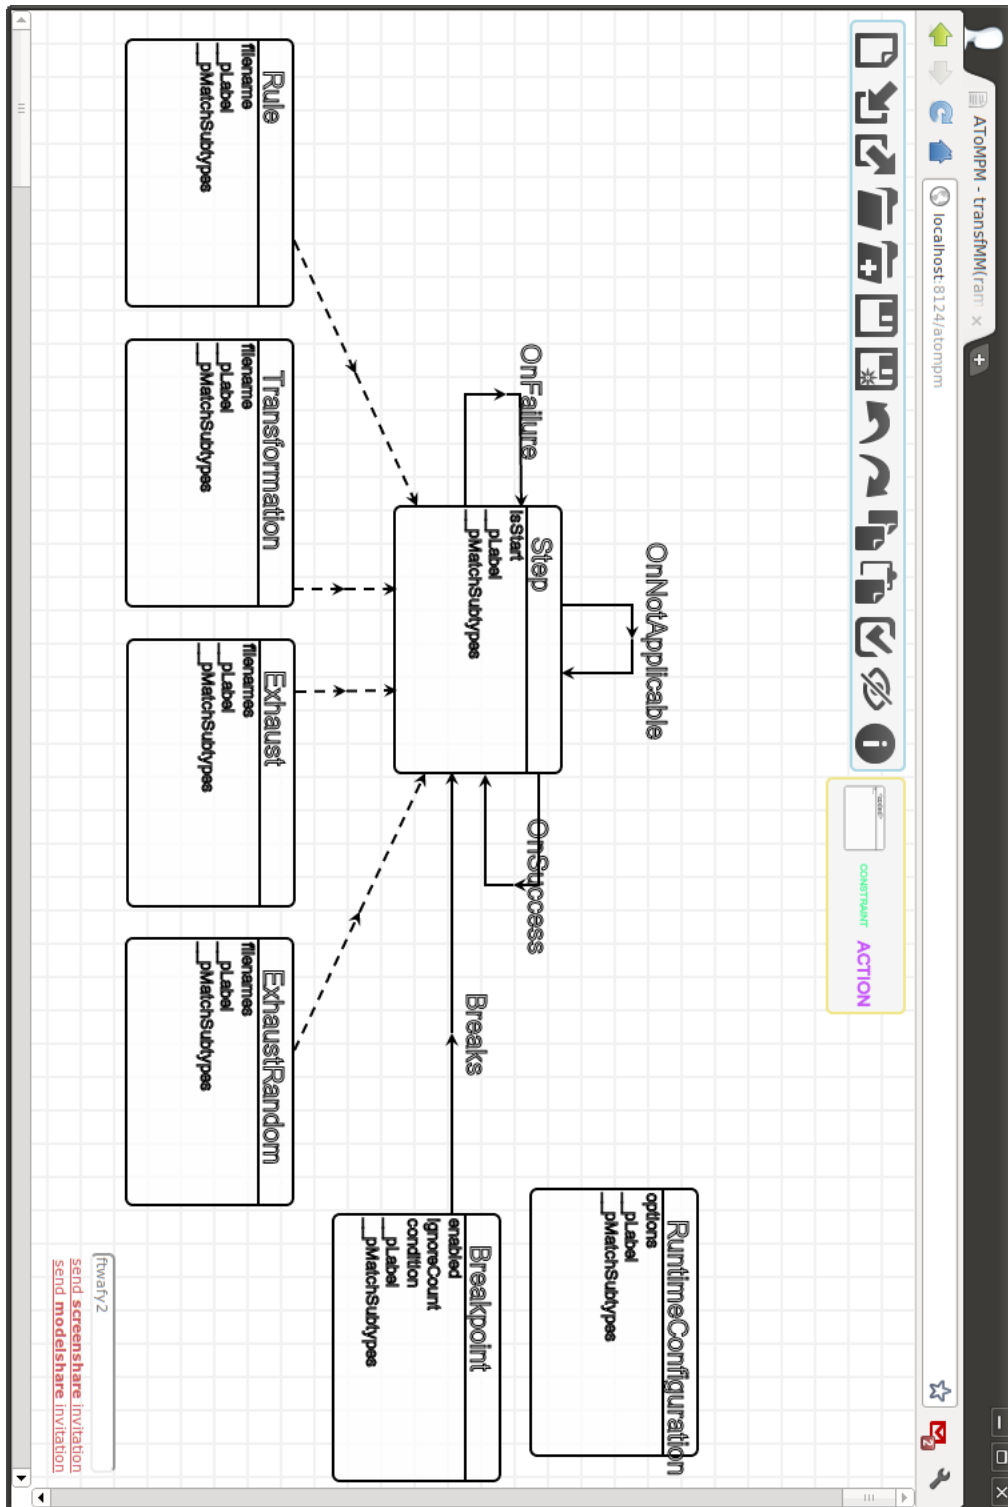 AToMPM - transfMM(ran
localhost:8124/atompm
2
CONSTRAINT
ACTION
OnNotApplicable
OnFailure
Step
isStart
__pLabel
__pMatchSubtypes
OnSuccess
Breaks
RuntimeConfiguration
options
__pLabel
__pMatchSubtypes
Breakpoint
enabled
ignoreCount
condition
__pLabel
__pMatchSubtypes
Rule
filename
__pLabel
__pMatchSubtypes
Transformation
filename
__pLabel
__pMatchSubtypes
Exhaust
filenames
__pLabel
__pMatchSubtypes
ExhaustRandom
filenames
__pLabel
__pMatchSubtypes
ftwafy2
send screenshare invitation
send modelshare invitation